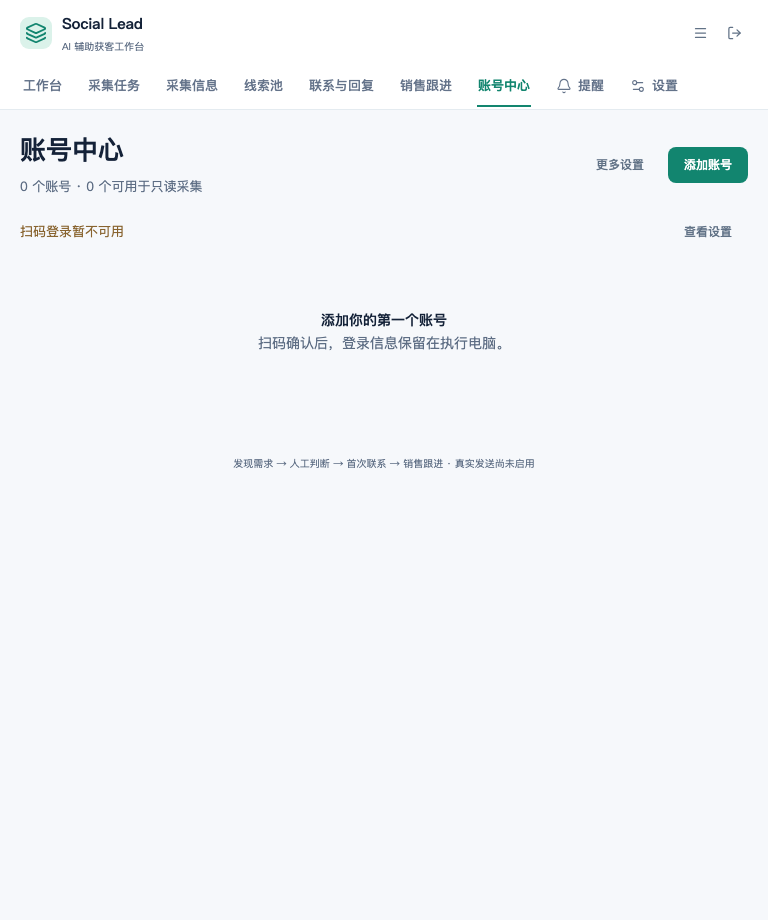 Social Lead
AI 辅助获客工作台
工作台 采集任务 采集信息 线索池 联系与回复 销售跟进 账号中心 提醒 设置
账号中心
0 个账号 · 0 个可用于只读采集
更多设置 添加账号
扫码登录暂不可用 查看设置
添加你的第一个账号
扫码确认后，登录信息保留在执行电脑。
发现需求 → 人工判断 → 首次联系 → 销售跟进 · 真实发送尚未启用